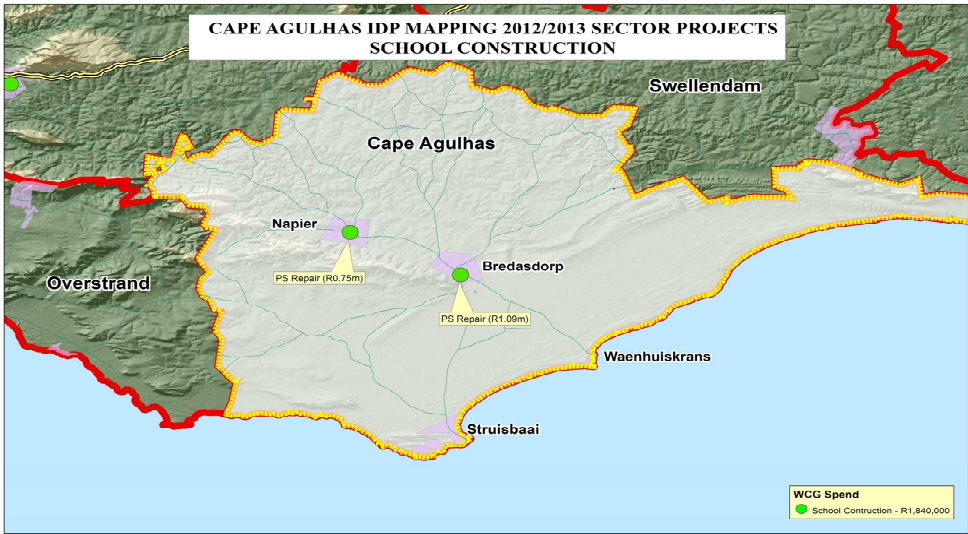 CAPE AGULHAS IDP MAPPING 2012/2013 SECTOR PROJECTS
SCHOOL CONSTRUCTION
Swellendam
Cape Agulhas
Napier
Bredasdorp
PS Repair (R0.75m)
Overstrand
PS Repair (R1.09m)
Waenhuiskrans
Struisbaai
WCG Spend
School Contruction - R1,840,000